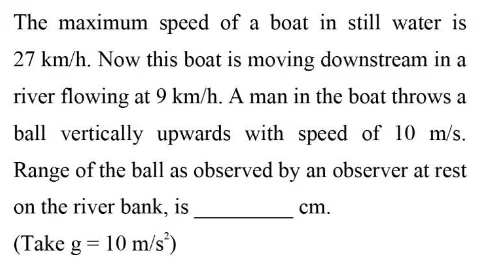 The maximum speed of a boat in still water is
27 km/h. Now this boat is moving downstream in a
river flowing at 9 km/h. A man in the boat throws a
ball vertically upwards with speed of 10 m/s.
Range of the ball as observed by an observer at rest
on the river bank, is __________ cm.
(Take g = 10 m/s²)